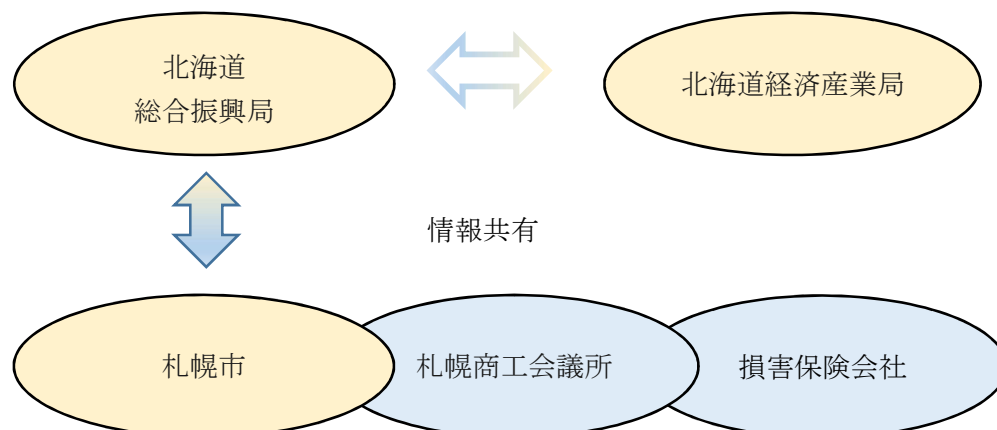 北海道
総合振興局
北海道経済産業局
情報共有
札幌市
札幌商工会議所
損害保険会社